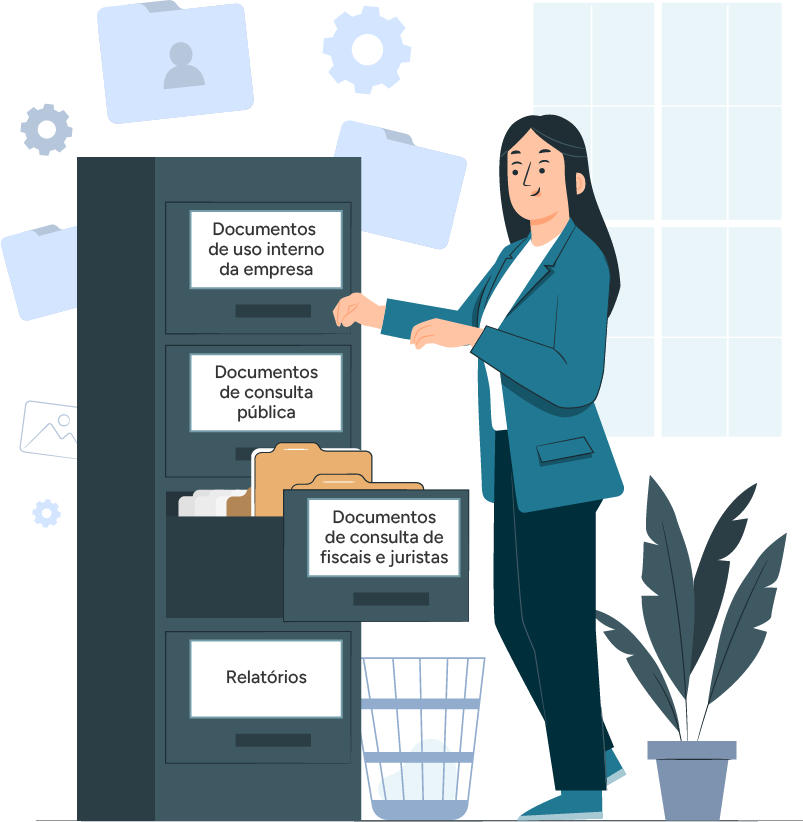 Documentos
de uso interno
da empresa
Documentos
de consulta
pública
Documentos
de consulta de
fiscais e juristas
Relatórios